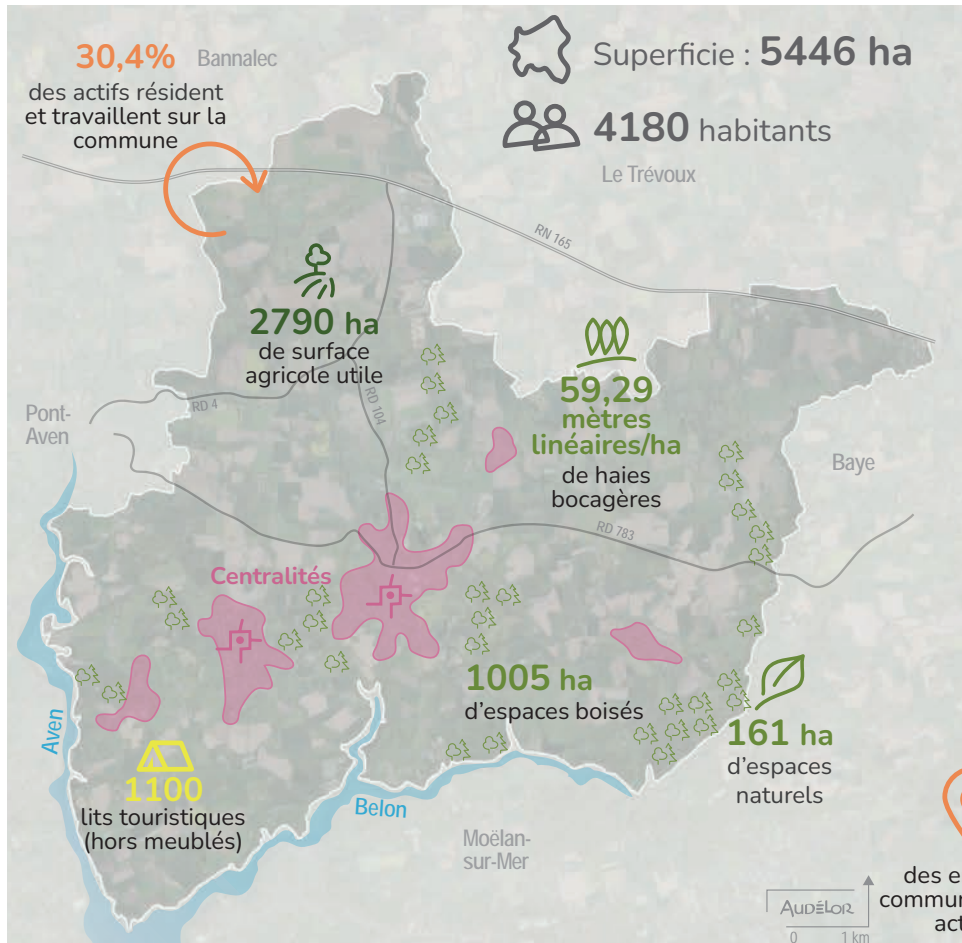 30,4%
des actifs résident
et travaillent sur la
commune
Bannalec
Superficie : 5446 ha
4180 habitants
Le Trévoux
RN 165
2790 ha
de surface
agricole utile
59,29
mètres
linéaires/ha
de haies
bocagères
Pont-
Aven
RD 4
RD 104
Baye
RD 783
Centralités
1005 ha
d'espaces boisés
161 ha
d'espaces
naturels
Aven
1100
lits touristiques
(hors meublés)
Belon
Moëlan-
sur-Mer
des e
commun
act
AUDÉLOR
0 1 km